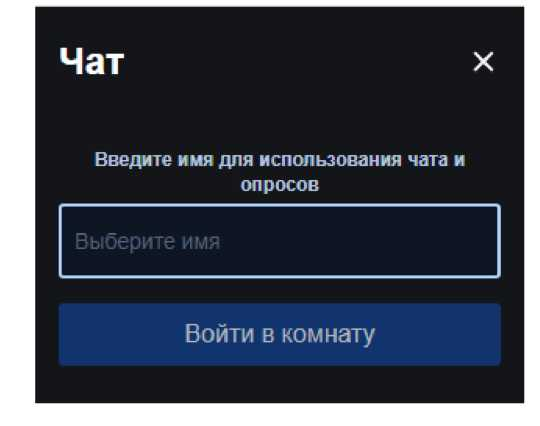 Чат
Введите имя для использования чата и
опросов
Выберите имя
Войти в комнату